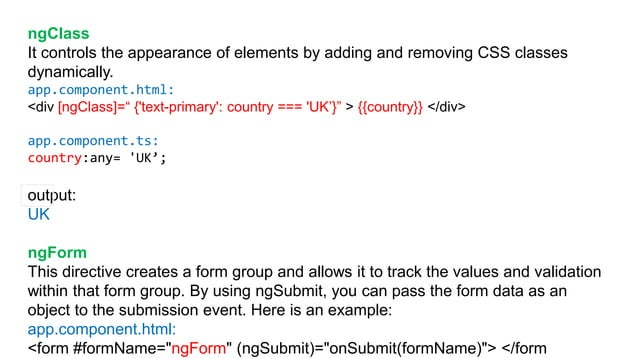 ngClass
It controls the appearance of elements by adding and removing CSS classes
dynamically.
app.component.html:
<div [ngClass]=“ {'text-primary': country === 'UK'}” > {{country}} </div>
app.component.ts:
country:any= 'UK’;
output:
UK
ngForm
This directive creates a form group and allows it to track the values and validation
within that form group. By using ngSubmit, you can pass the form data as an
object to the submission event. Here is an example:
app.component.html:
<form #formName="ngForm" (ngSubmit)="onSubmit(formName)"> </form